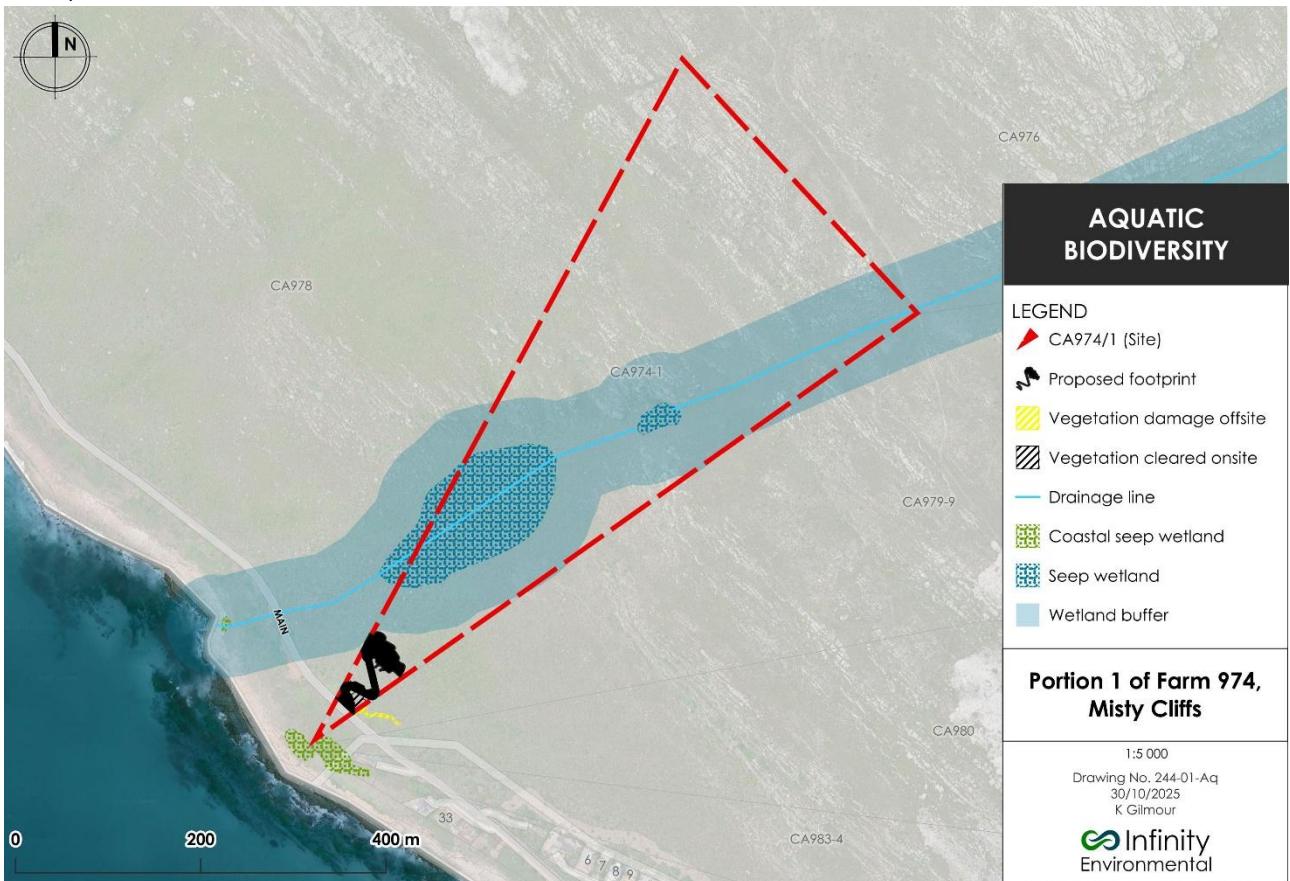 N
CA976
CA978
CA974-1
CA979-9
MAIN
CA980
33
CA983-4
6 7 8 9
0 200 400 m
AQUATIC
BIODIVERSITY
LEGEND
CA974/1 (Site)
Proposed footprint
Vegetation damage offsite
Vegetation cleared onsite
Drainage line
Coastal seep wetland
Seep wetland
Wetland buffer
Portion 1 of Farm 974,
Misty Cliffs
1:5 000
Drawing No. 244-01-Aq
30/10/2025
K Gilmour
Infinity
Environmental